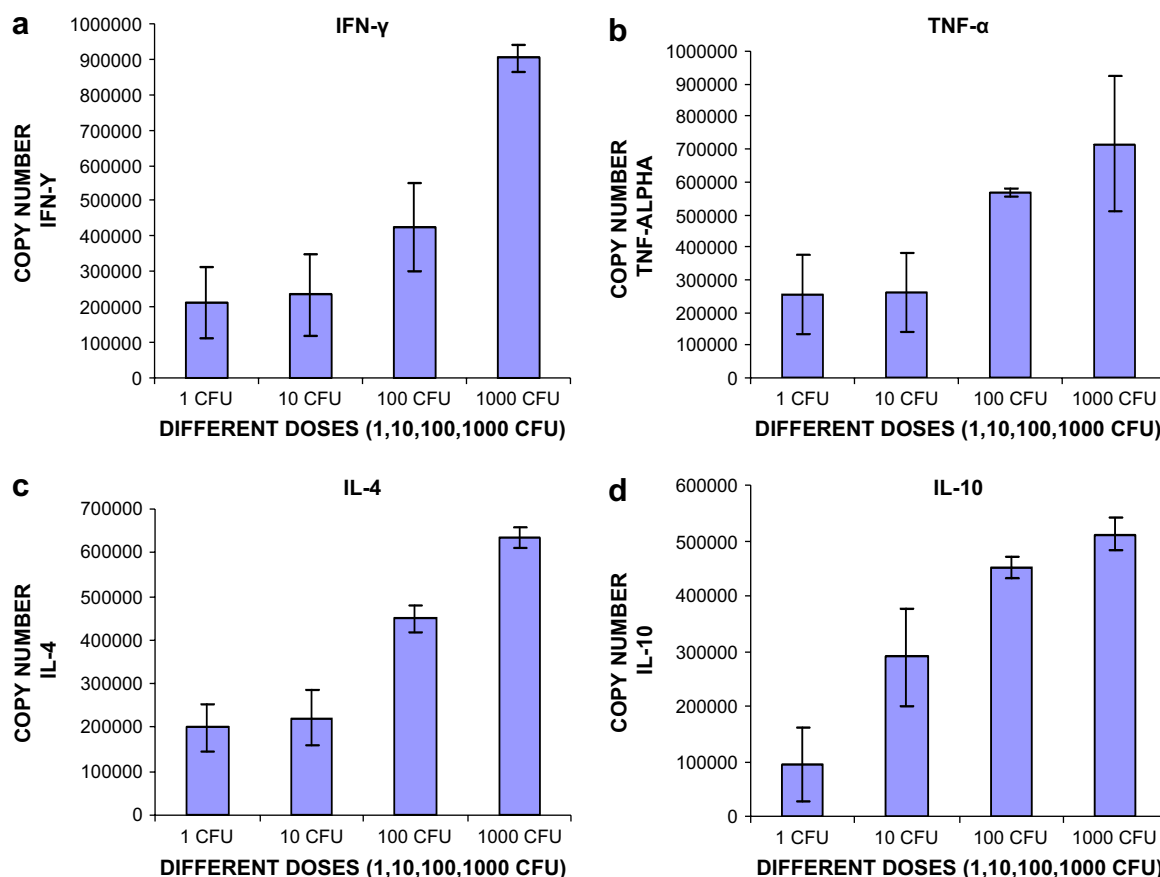 a
IFN-γ
COPY NUMBER
IFN-Y
1000000
900000
800000
700000
600000
500000
400000
300000
200000
100000
0
1 CFU 10 CFU 100 CFU 1000 CFU
DIFFERENT DOSES (1,10,100,1000 CFU)
b
TNF-α
COPY NUMBER
TNF-ALPHA
1000000
900000
800000
700000
600000
500000
400000
300000
200000
100000
0
1 CFU 10 CFU 100 CFU 1000 CFU
DIFFERENT DOSES (1,10,100,1000 CFU)
c
IL-4
COPY NUMBER
IL-4
700000
600000
500000
400000
300000
200000
100000
0
1 CFU 10 CFU 100 CFU 1000 CFU
DIFFERENT DOSES (1,10,100,1000 CFU)
d
IL-10
COPY NUMBER
IL-10
600000
500000
400000
300000
200000
100000
0
1 CFU 10 CFU 100 CFU 1000 CFU
DIFFERENT DOSES (1,10,100,1000 CFU)